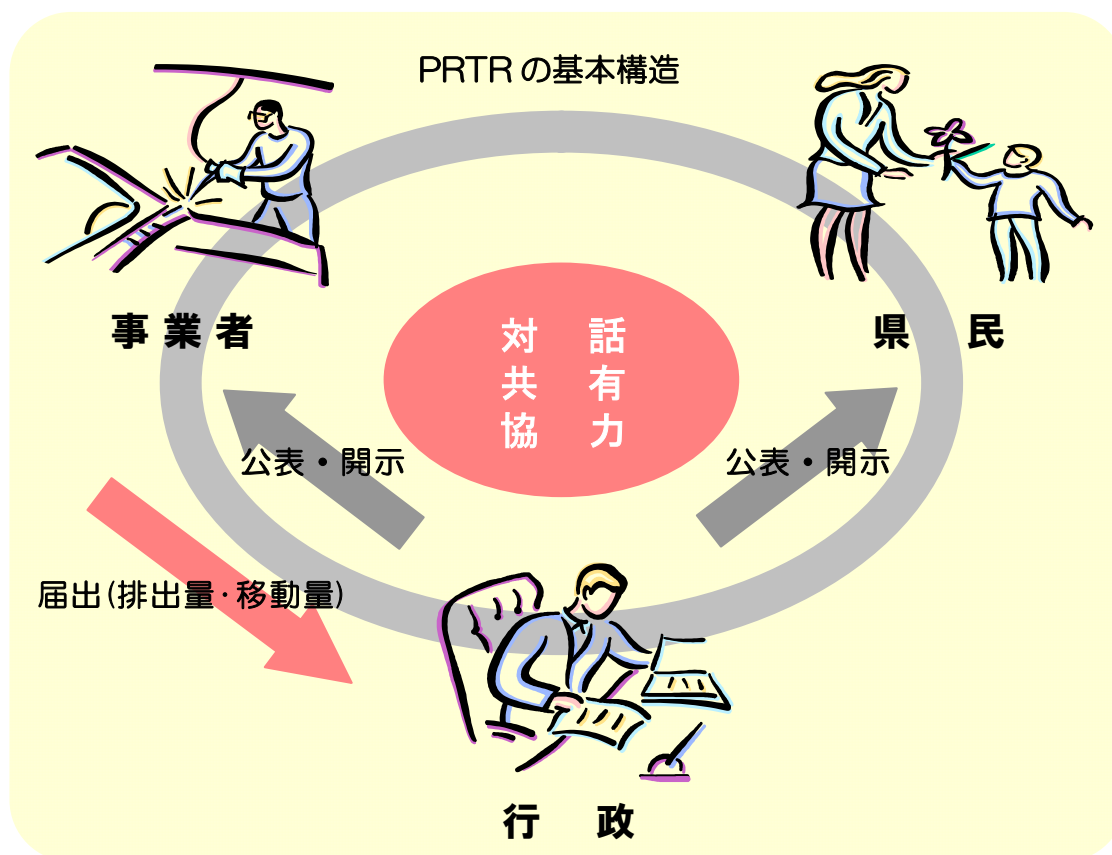 PRTRの基本構造
事業者
県民
対話
共有
協力
公表・開示
公表・開示
届出(排出量・移動量)
行政